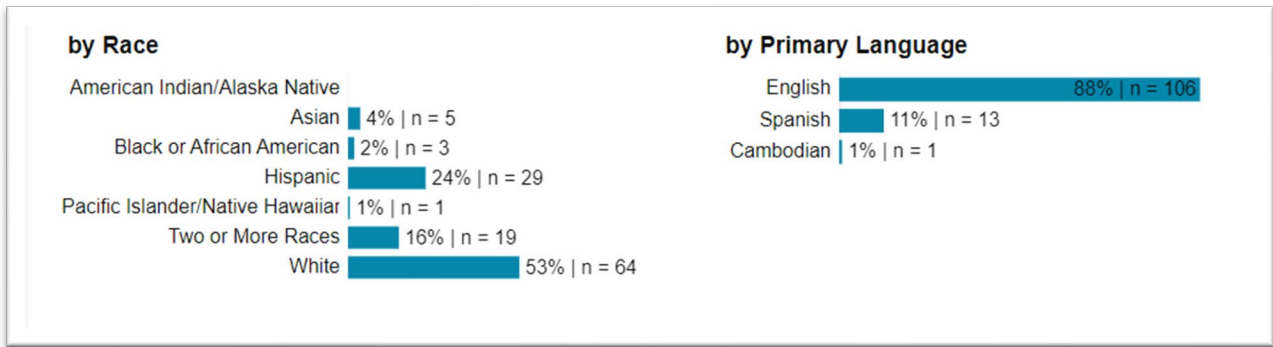 by Race
American Indian/Alaska Native
Asian 4% | n = 5
Black or African American 2% | n = 3
Hispanic 24% | n = 29
Pacific Islander/Native Hawaiiar 1% | n = 1
Two or More Races 16% | n = 19
White 53% | n = 64
by Primary Language
English 88% | n = 106
Spanish 11% | n = 13
Cambodian 1% | n = 1